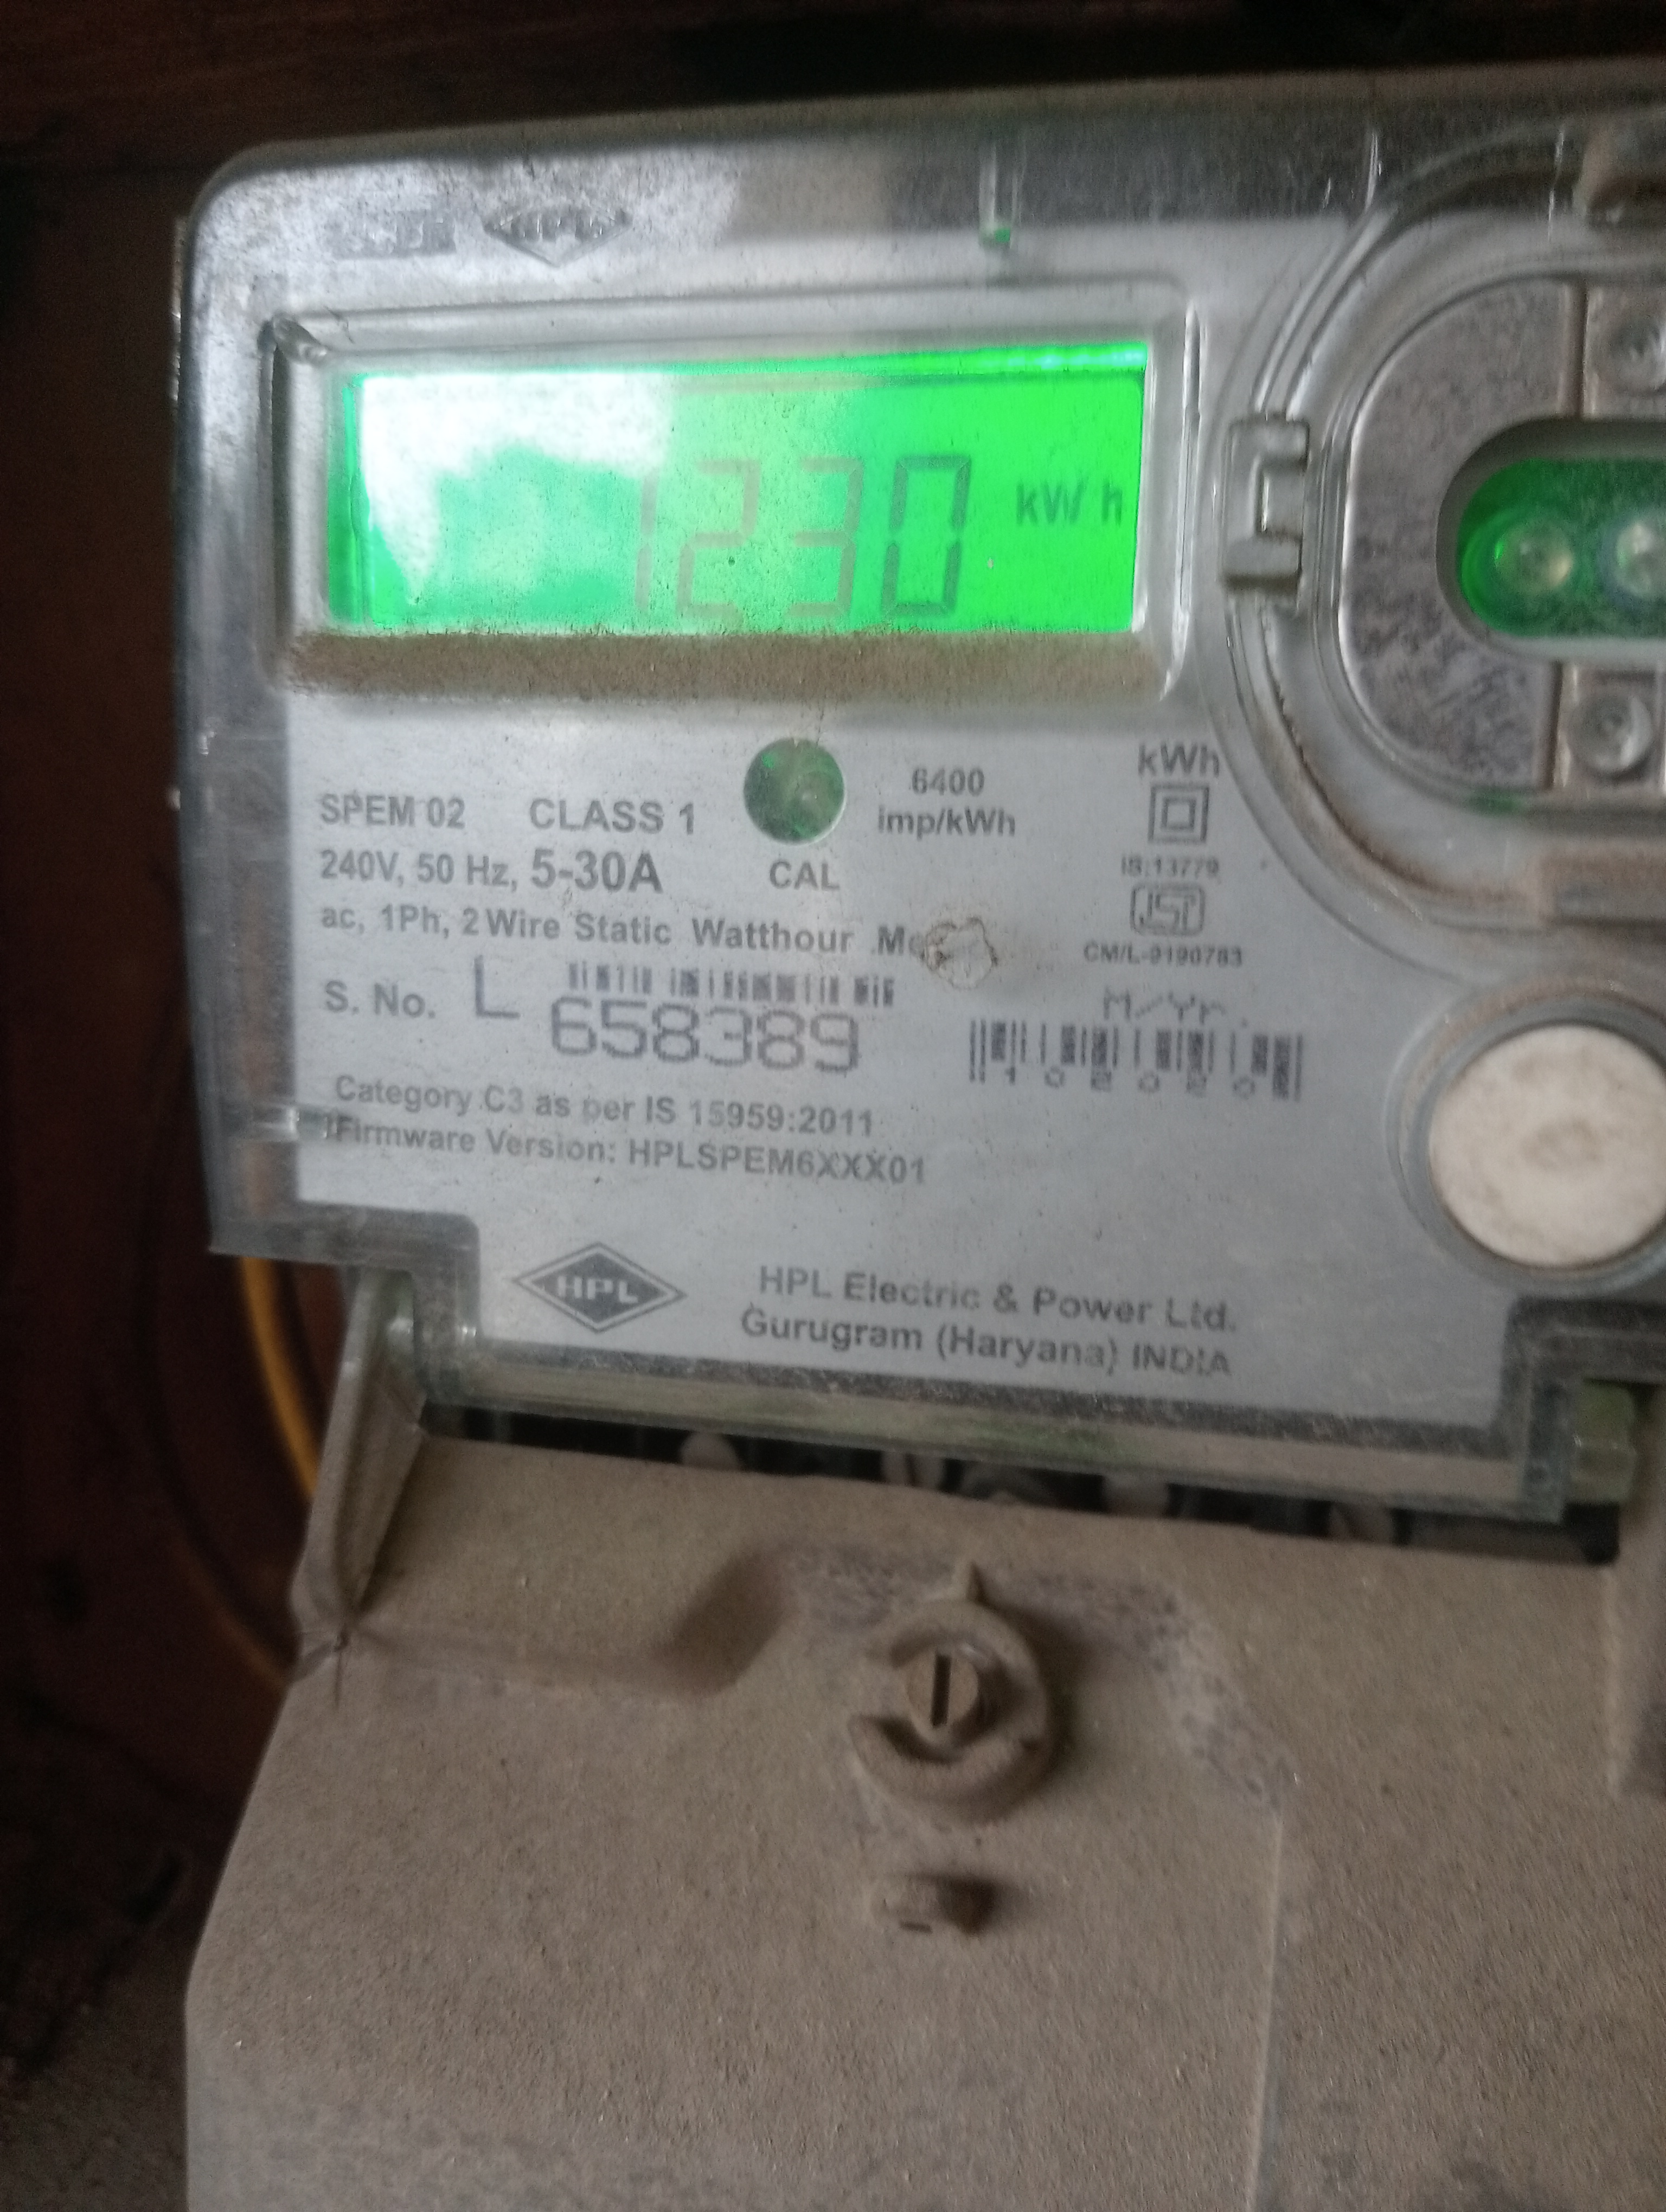 HPL
1230 kWh
SPEM 02 CLASS 1
240V, 50 Hz, 5-30A
ac, 1Ph, 2 Wire Static Watthour
CAL
6400
imp/kWh
kWh
IS:13779
CM/L-9190783
S. No. L 658389
M/Yr.
102020
Category C3 as per IS 15959:2011
Firmware Version: HPLSPEM6XXX01
HPL
HPL Electric & Power Ltd.
Gurugram (Haryana) INDIA